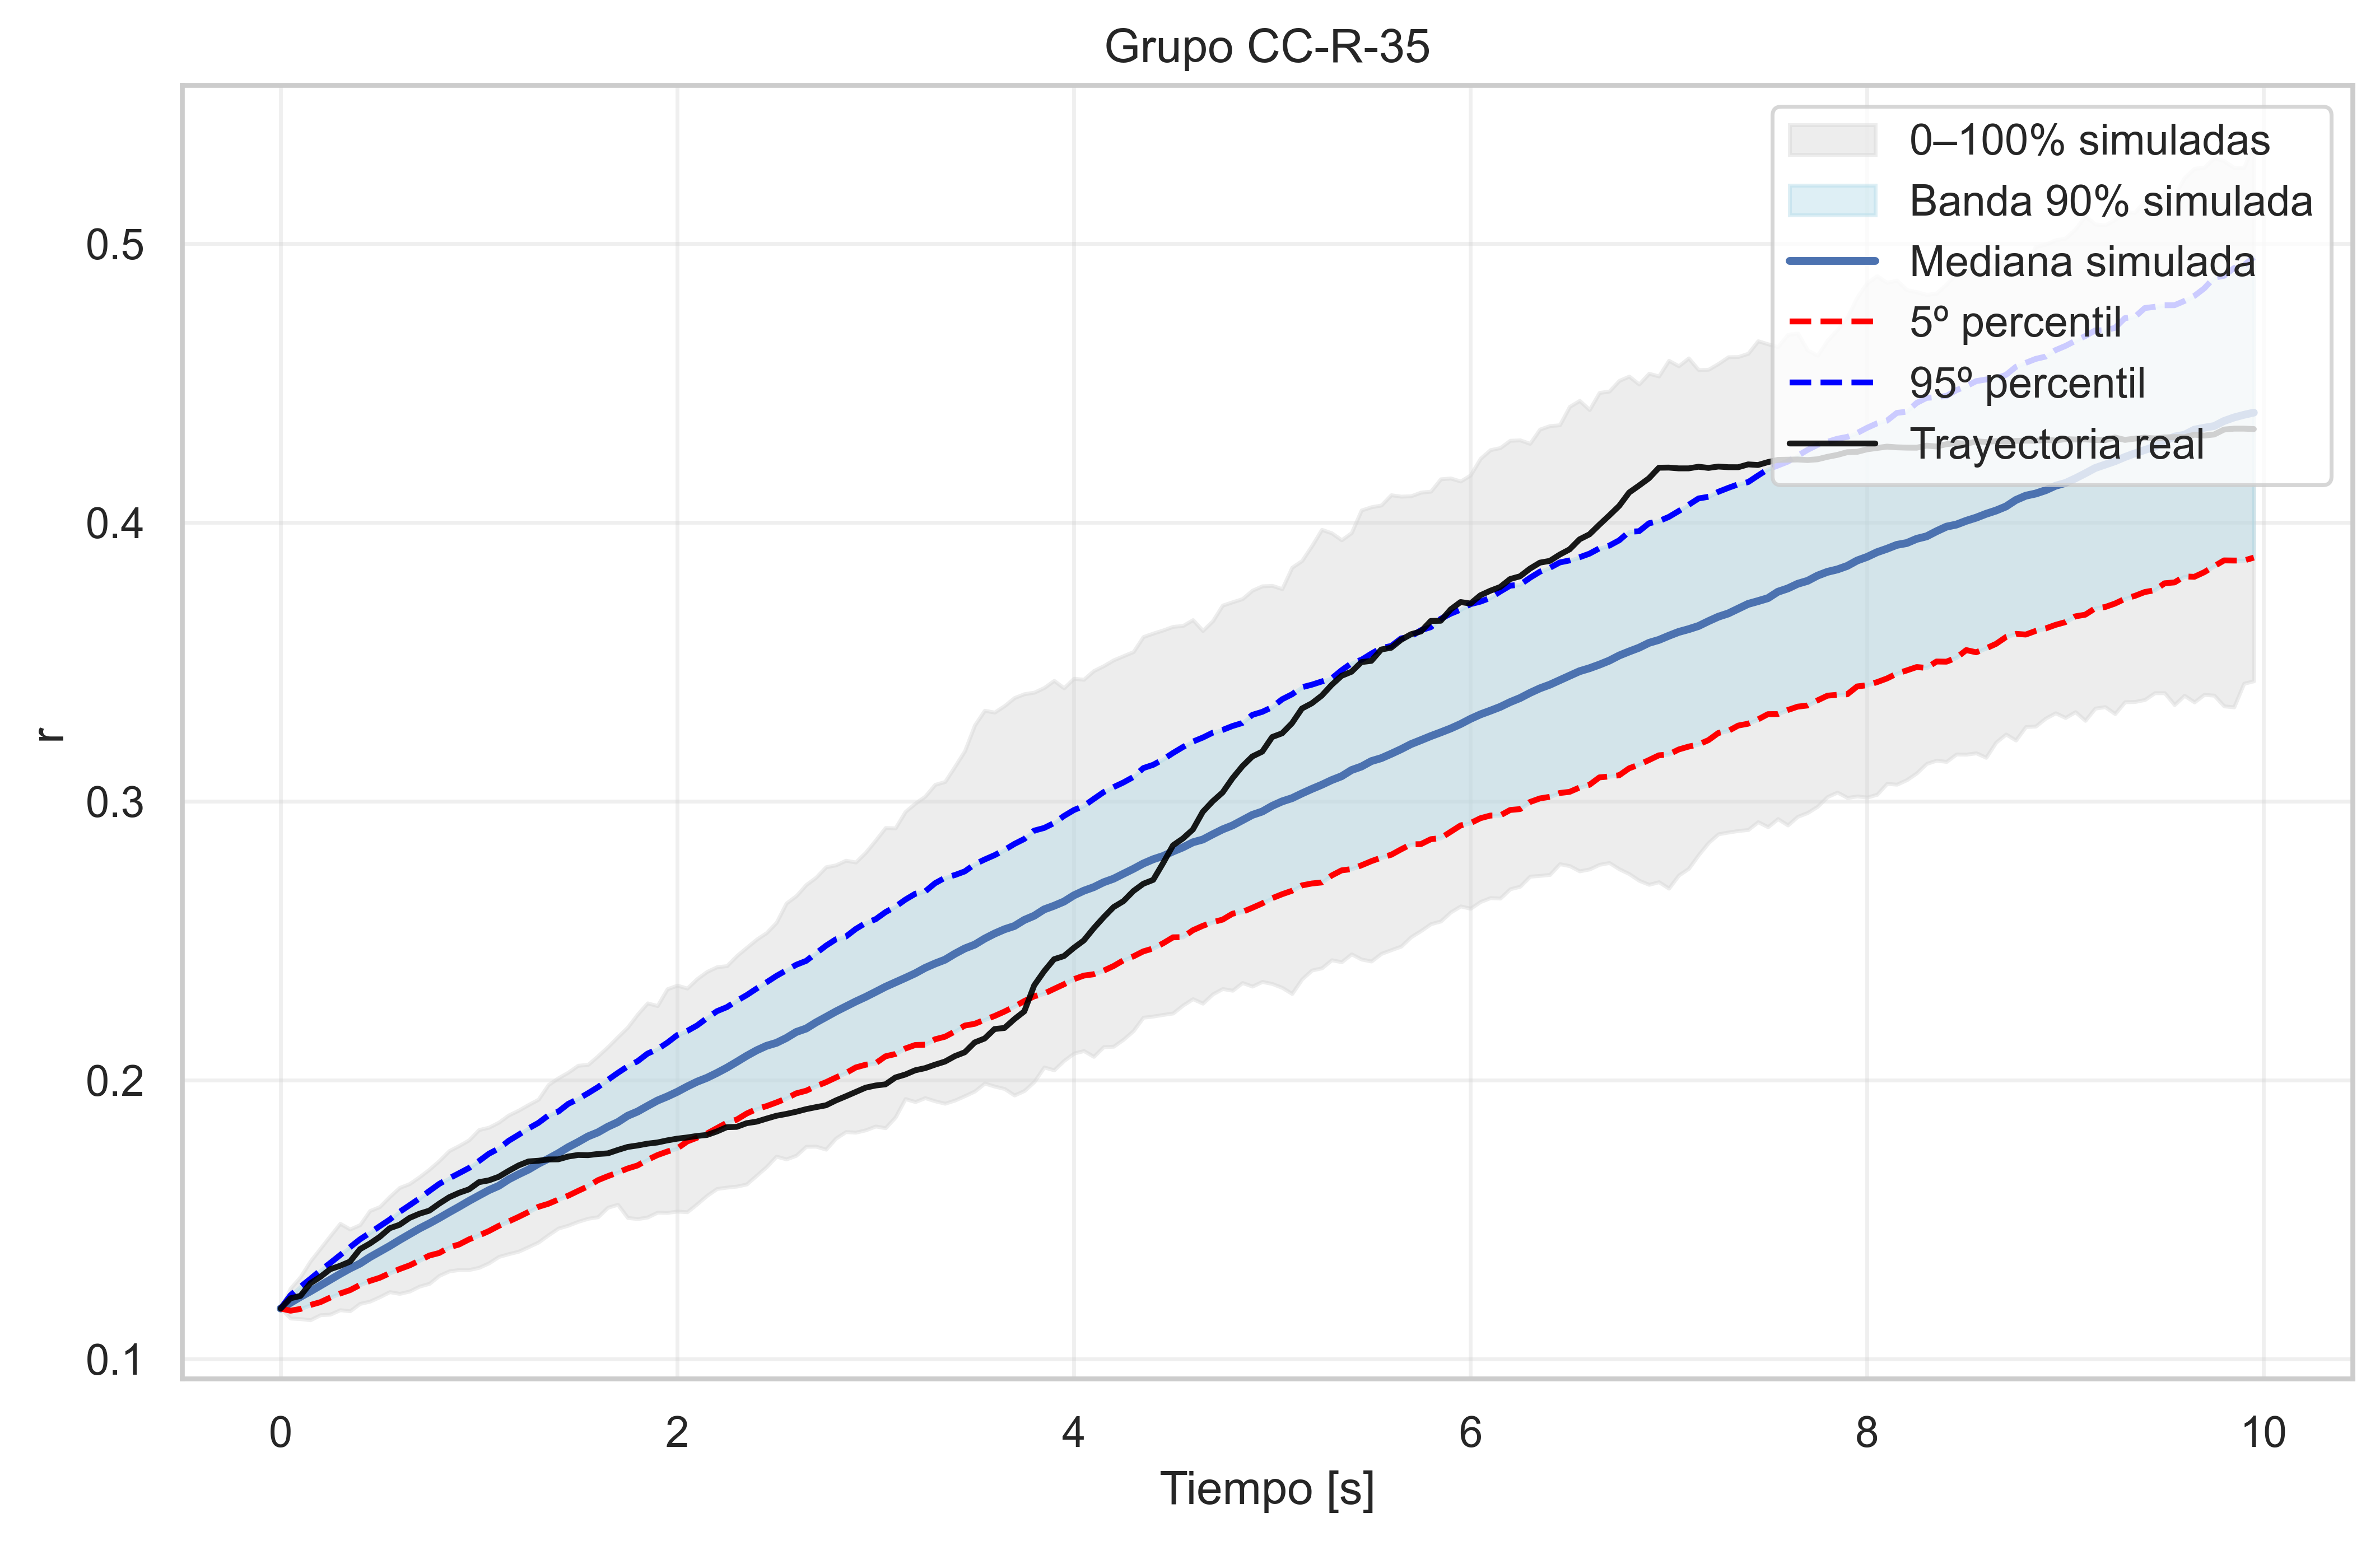 Grupo CC-R-35
0–100% simuladas
Banda 90% simulada
Mediana simulada
5º percentil
95º percentil
Trayectoria real
r
0.5
0.4
0.3
0.2
0.1
0 2 4 6 8 10
Tiempo [s]